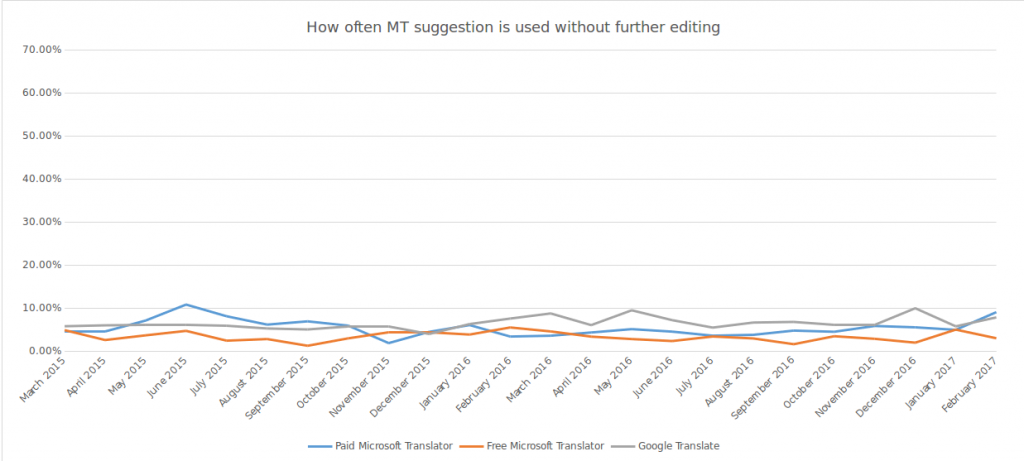 How often MT suggestion is used without further editing
70.00%
60.00%
50.00%
40.00%
30.00%
20.00%
10.00%
0.00%
March 2015
April 2015
May 2015
June 2015
July 2015
August 2015
September 2015
October 2015
November 2015
December 2015
January 2016
February 2016
March 2016
April 2016
May 2016
June 2016
July 2016
August 2016
September 2016
October 2016
November 2016
December 2016
January 2017
February 2017
Paid Microsoft Translator
Free Microsoft Translator
Google Translate